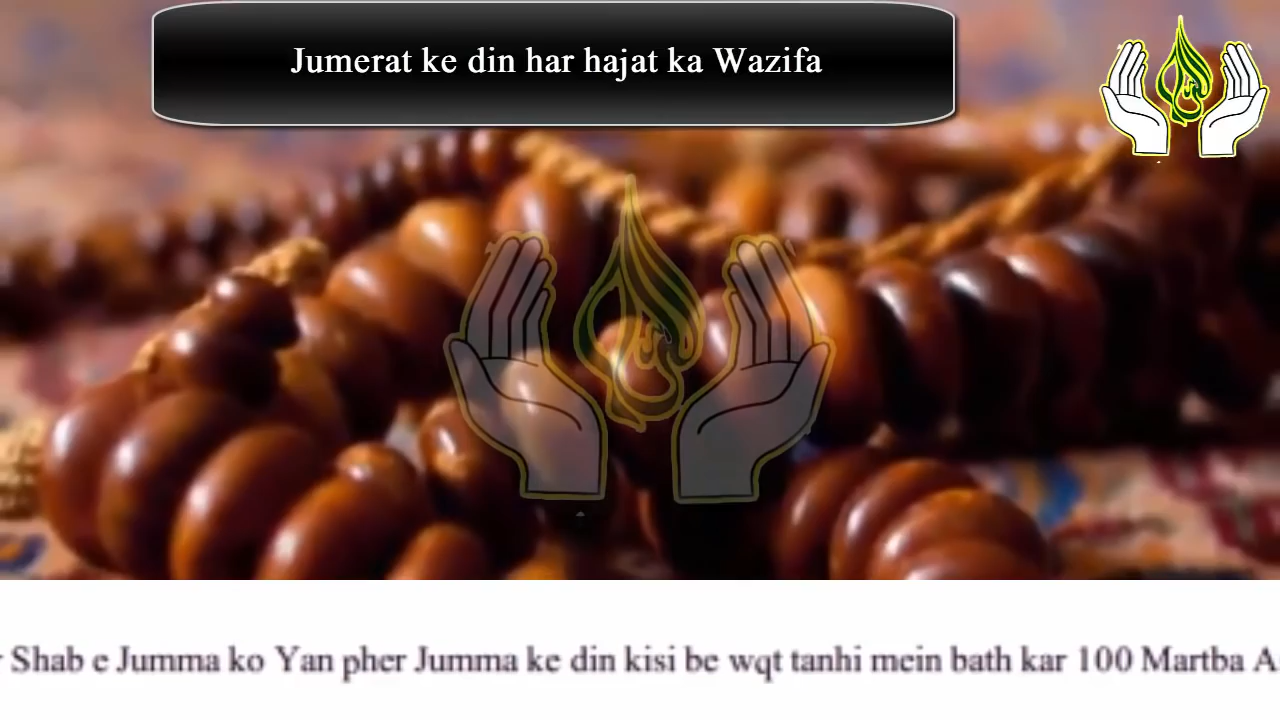 Jumerat ke din har hajat ka Wazifa
Shab e Jumma ko Yan pher Jumma ke din kisi be wqt tanhi mein bath kar 100 Martba